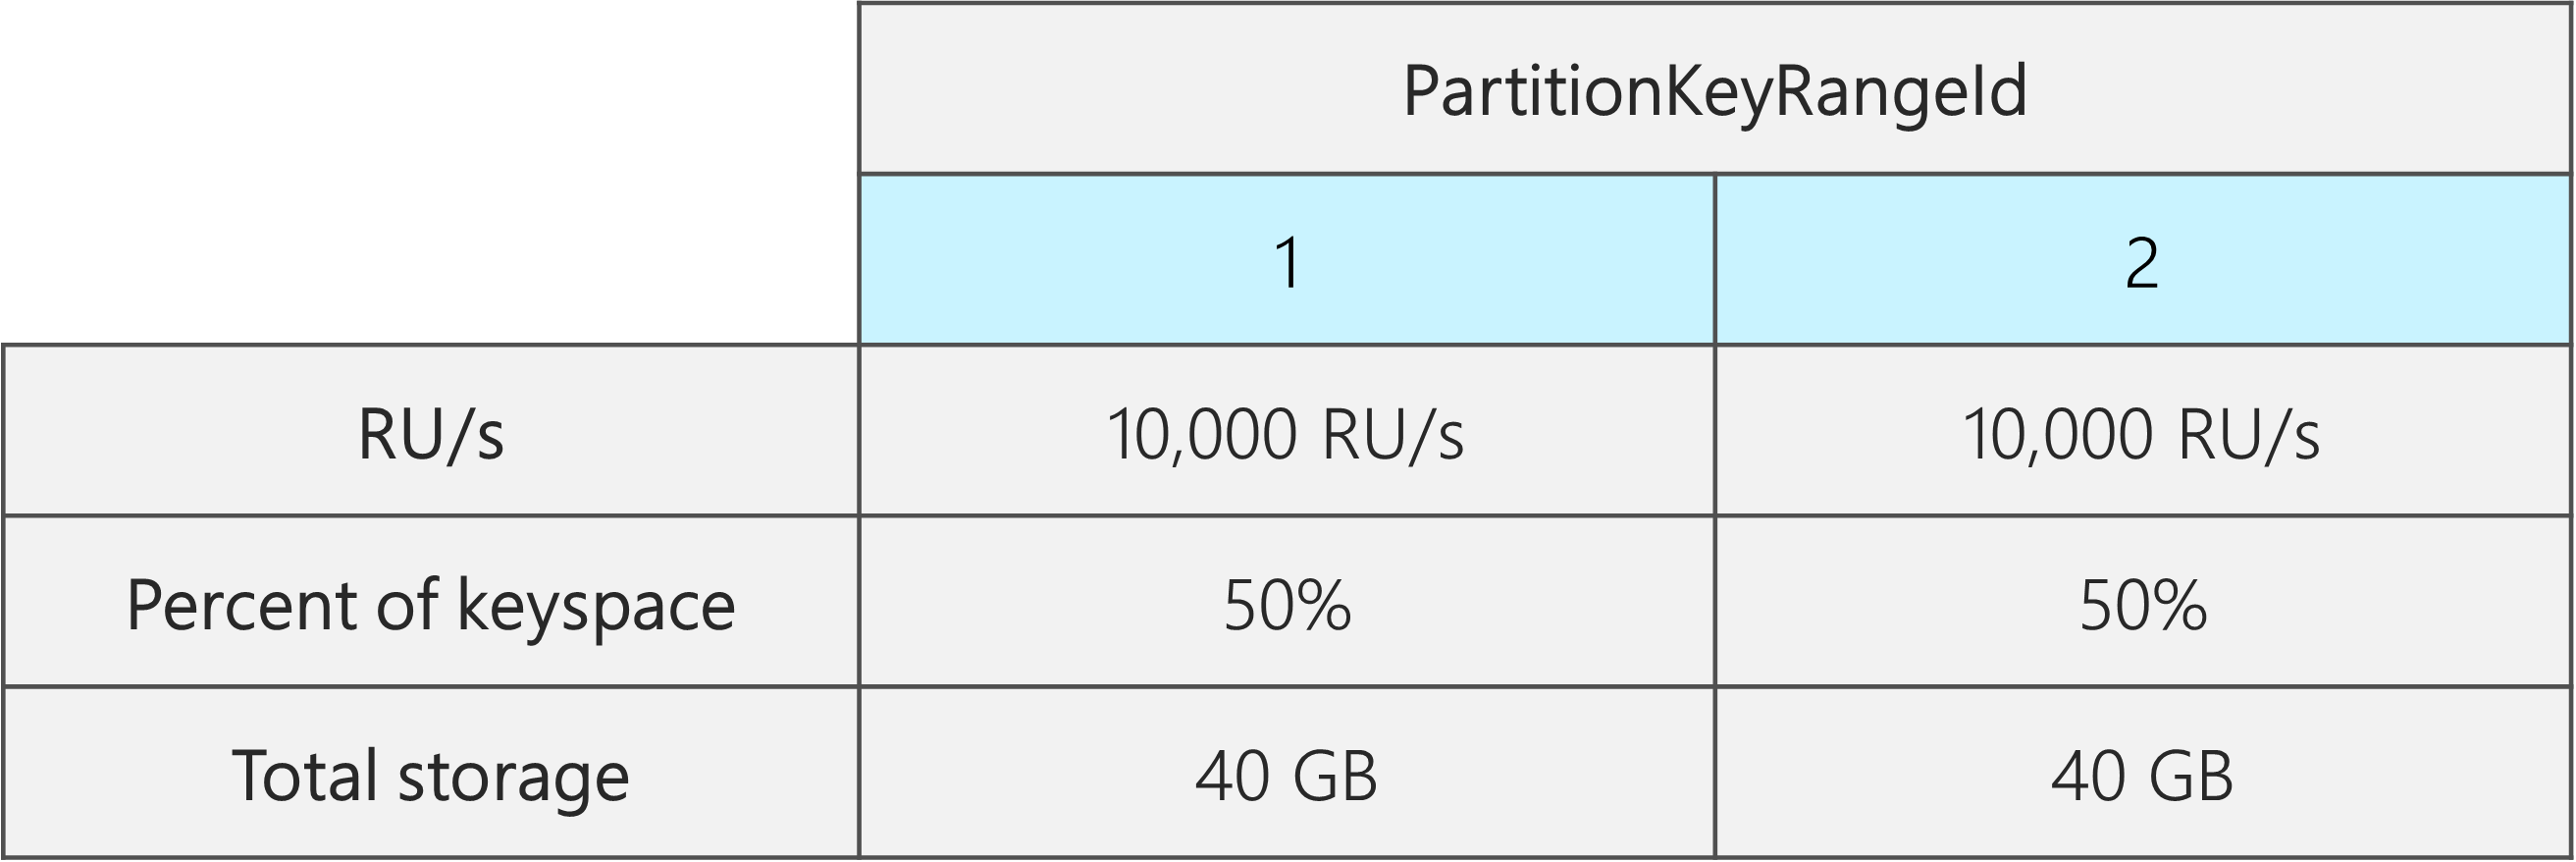 PartitionKeyRangeId
1
2
RU/s
10,000 RU/s
10,000 RU/s
Percent of keyspace
50%
50%
Total storage
40 GB
40 GB